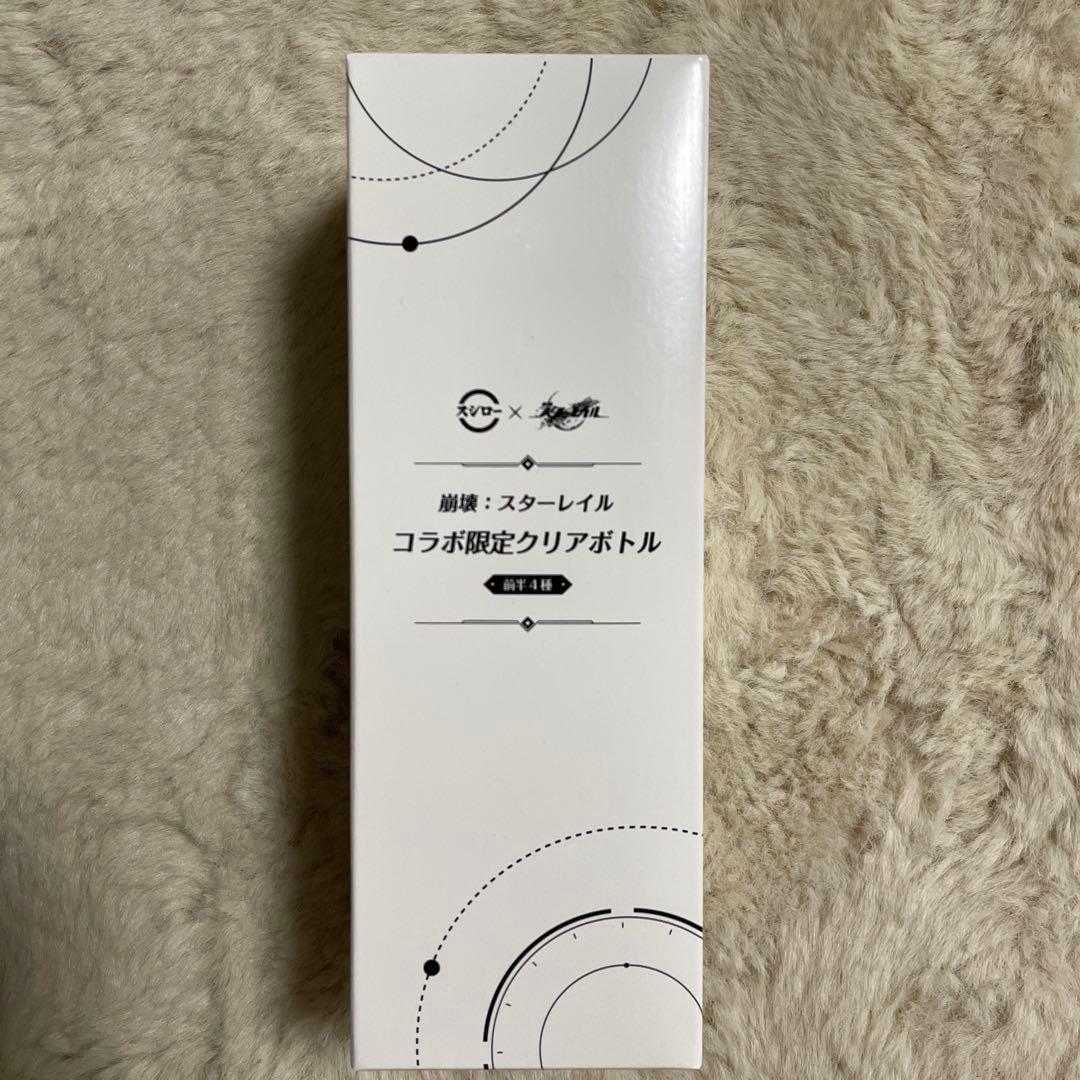 スシロー × スターレイル
崩壊：スターレイル
コラボ限定クリアボトル
前半4種